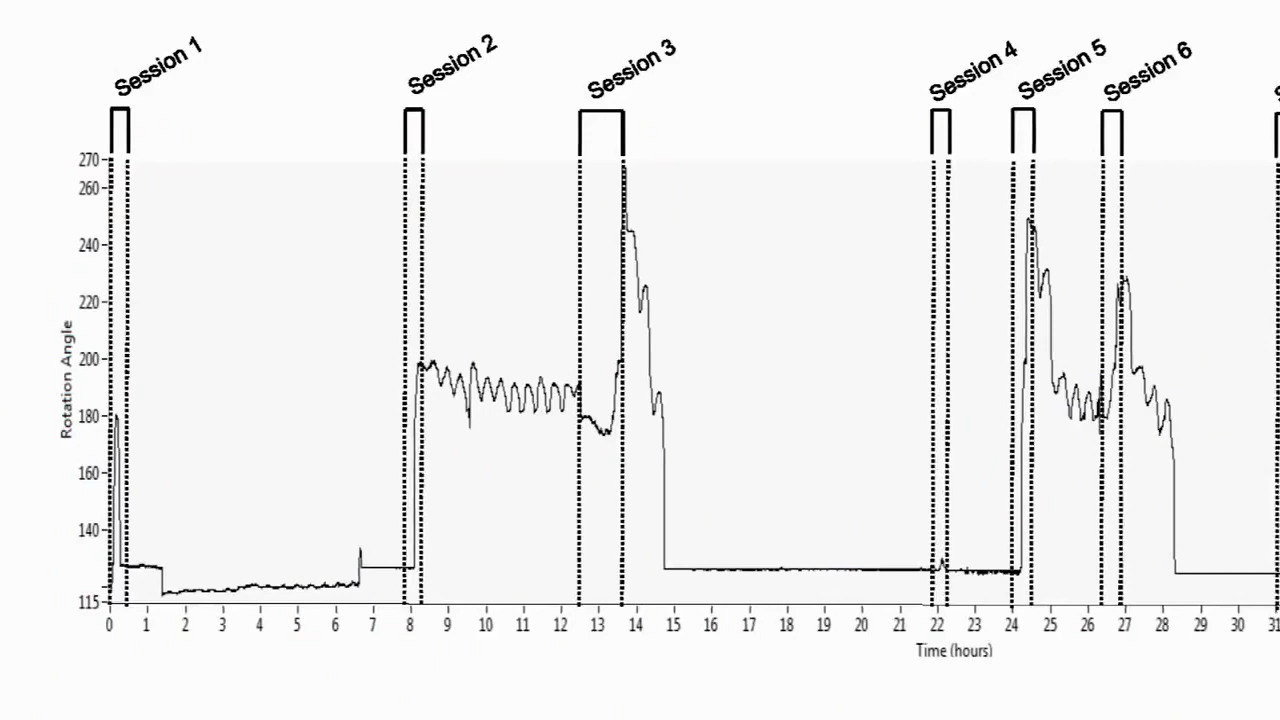 Session 1
Session 2
Session 3
Session 4
Session 5
Session 6
S
270
260
240
220
200
180
160
140
115
Rotation Angle
0 1 2 3 4 5 6 7 8 9 10 11 12 13 14 15 16 17 18 19 20 21 22 23 24 25 26 27 28 29 30 31
Time (hours)